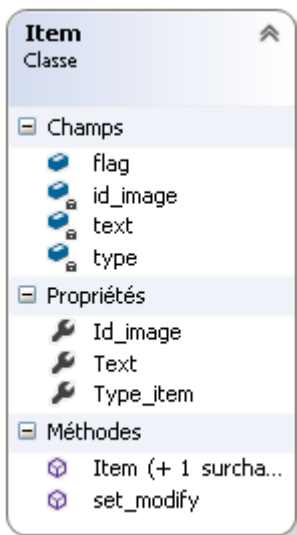 Item
Classe
Champs
flag
id_image
text
type
Propriétés
Id_image
Text
Type_item
Méthodes
Item (+ 1 surcha...
set_modify